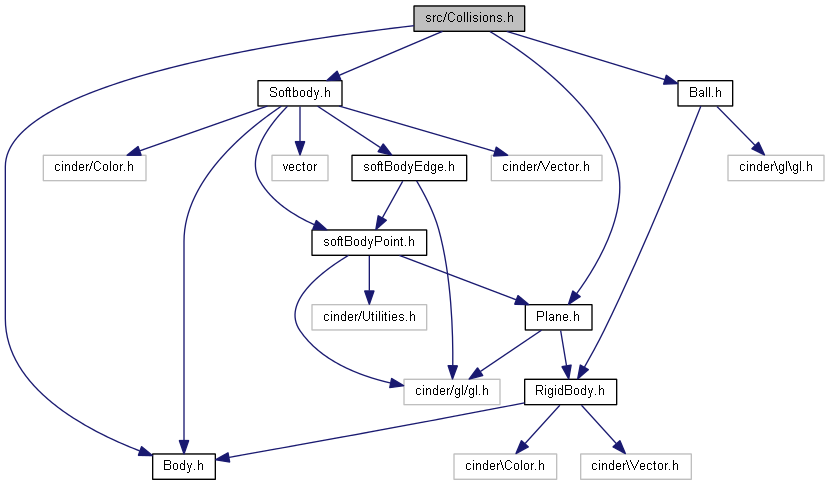 src/Collisions.h
Softbody.h
Ball.h
cinder/Color.h
vector
softBodyEdge.h
cinder/Vector.h
cinder\gl\gl.h
softBodyPoint.h
cinder/Utilities.h
Plane.h
cinder/gl/gl.h
RigidBody.h
Body.h
cinder\Color.h
cinder\Vector.h